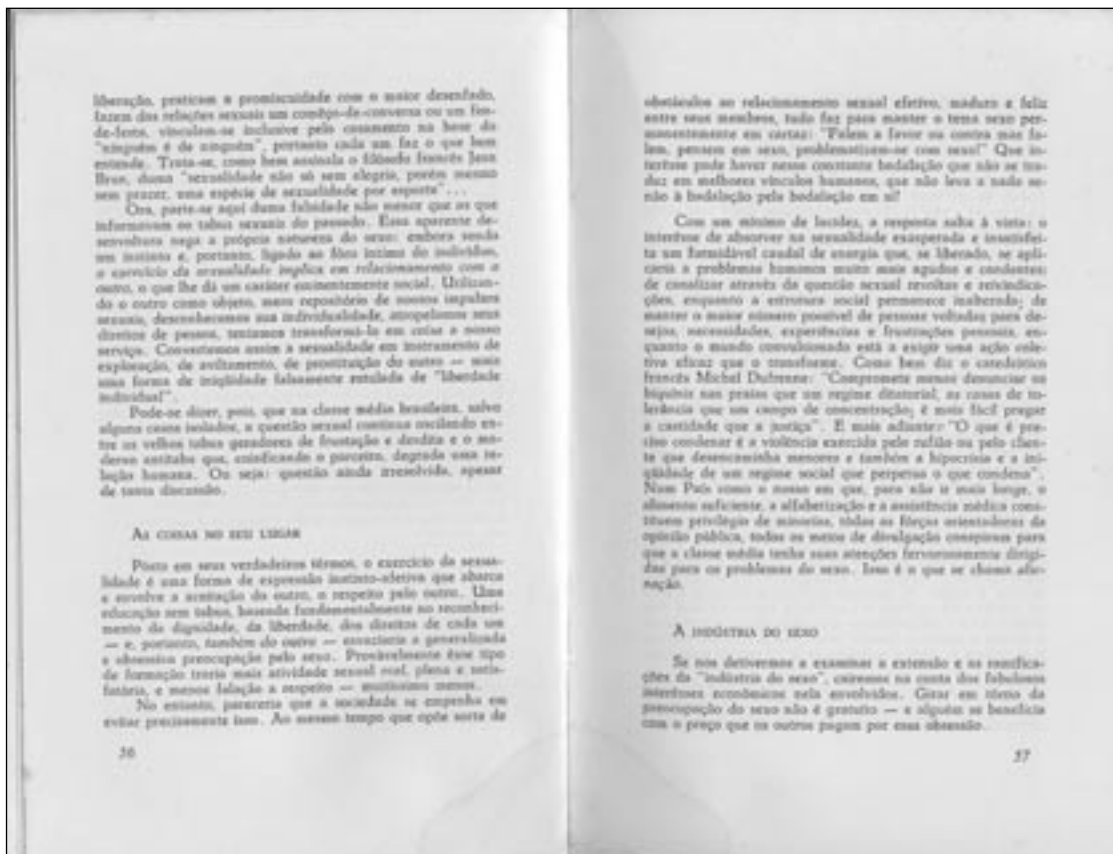 liberação, praticam a promiscuidade com o maior desenfado,
fazem das relações sexuais um comêço-de-conversa ou um fim-
de-festa, vinculam-se inclusive pelo casamento na base do
"ninguém é de ninguém", portanto cada um faz o que bem
entende. Trata-se, como bem assinala o filósofo francês Jean
Brun, duma "sexualidade não só sem alegria, porém mesmo
sem prazer, uma espécie de sexualidade por esporte"...
Ora, parte-se aqui duma falsidade não menor que as que
informavam os tabus sexuais do passado. Essa aparente de-
senvoltura nega a própria natureza do sexo: embora sendo
um instinto e, portanto, ligado ao fôro íntimo do indivíduo,
o exercício da sexualidade implica em relacionamento com o
outro, o que lhe dá um caráter eminentemente social. Utilizan-
do o outro como objeto, mero repositório de nossos impulsos
sexuais, desconhecemos sua individualidade, atropelamos seus
direitos de pessoa, tentamos transformá-lo em coisa a nosso
serviço. Convertemos assim a sexualidade em instrumento de
exploração, de aviltamento, de prostituição do outro — mais
uma forma de iniqüidade falsamente rotulada de "liberdade
individual".
Pode-se dizer, pois, que na classe média brasileira, salvo
alguns casos isolados, a questão sexual continua oscilando en-
tre os velhos tabus geradores de frustação e desdita e o mo-
derno antitabu que, coisificando o parceiro, degrada uma re-
lação humana. Ou seja: questão ainda irresolvida, apesar
de tanta discussão.
AS COISAS NO SEU LUGAR
Pôsto em seus verdadeiros têrmos, o exercício da sexua-
lidade é uma forma de expressão instinto-afetiva que abarca
e envolve a aceitação do outro, o respeito pelo outro. Uma
educação sem tabus, baseada fundamentalmente no reconheci-
mento da dignidade, da liberdade, dos direitos de cada um
— e, portanto, também do outro — esvaziaria a generalizada
e obsessiva preocupação pelo sexo. Provàvelmente êsse tipo
de formação traria mais atividade sexual real, plena e satis-
fatória, e menos falação a respeito — muitíssimo menos.
No entanto, pareceria que a sociedade se empenha em
evitar precisamente isso. Ao mesmo tempo que opõe sorte de
56
obstáculos ao relacionamento sexual efetivo, maduro e feliz
entre seus membros, tudo faz para manter o tema sexo per-
manentemente em cartaz: "Falem a favor ou contra mas fa-
lem, pensem em sexo, problematizem-se com sexo!" Que in-
terêsse pode haver nessa constante badalação que não se tra-
duz em melhores vínculos humanos, que não leva a nada se-
não à badalação pela badalação em si?
Com um mínimo de lucidez, a resposta salta à vista: o
interêsse de absorver na sexualidade exasperada e insatisfei-
ta um formidável caudal de energia que, se liberado, se apli-
caria a problemas humanos muito mais agudos e candentes;
de canalizar através da questão sexual revoltas e reivindica-
ções, enquanto a estrutura social permanece inalterada; de
manter o maior número possível de pessoas voltadas para de-
sejos, necessidades, experiências e frustrações pessoais, en-
quanto o mundo convulsionado está a exigir uma ação cole-
tiva eficaz que o transforme. Como bem diz o catedrático
francês Michel Dufrenne: "Compromete menos denunciar os
biquínis nas praias que um regime ditatorial, as casas de to-
lerância que um campo de concentração; é mais fácil pregar
a castidade que a justiça". E mais adiante: "O que é pre-
ciso condenar é a violência exercida pelo rufião ou pelo clien-
te que desencaminha menores e também a hipocrisia e a ini-
qüidade de um regime social que perpetua o que condena".
Num País como o nosso em que, para não ir mais longe, o
alimento suficiente, a alfabetização e a assistência médica cons-
tituem privilégio de minorias, tôdas as fôrças orientadoras da
opinião pública, todos os meios de divulgação conspiram para
que a classe média tenha suas atenções fervorosamente dirigi-
das para os problemas do sexo. Isso é o que se chama alie-
nação.
A INDÚSTRIA DO SEXO
Se nos detivermos a examinar a extensão e as ramifica-
ções da "indústria do sexo", cairemos na conta dos fabulosos
interêsses econômicos nela envolvidos. Girar em tôrno da
preocupação do sexo não é gratuito — e alguém se beneficia
com o preço que os outros pagam por essa obsessão.
57